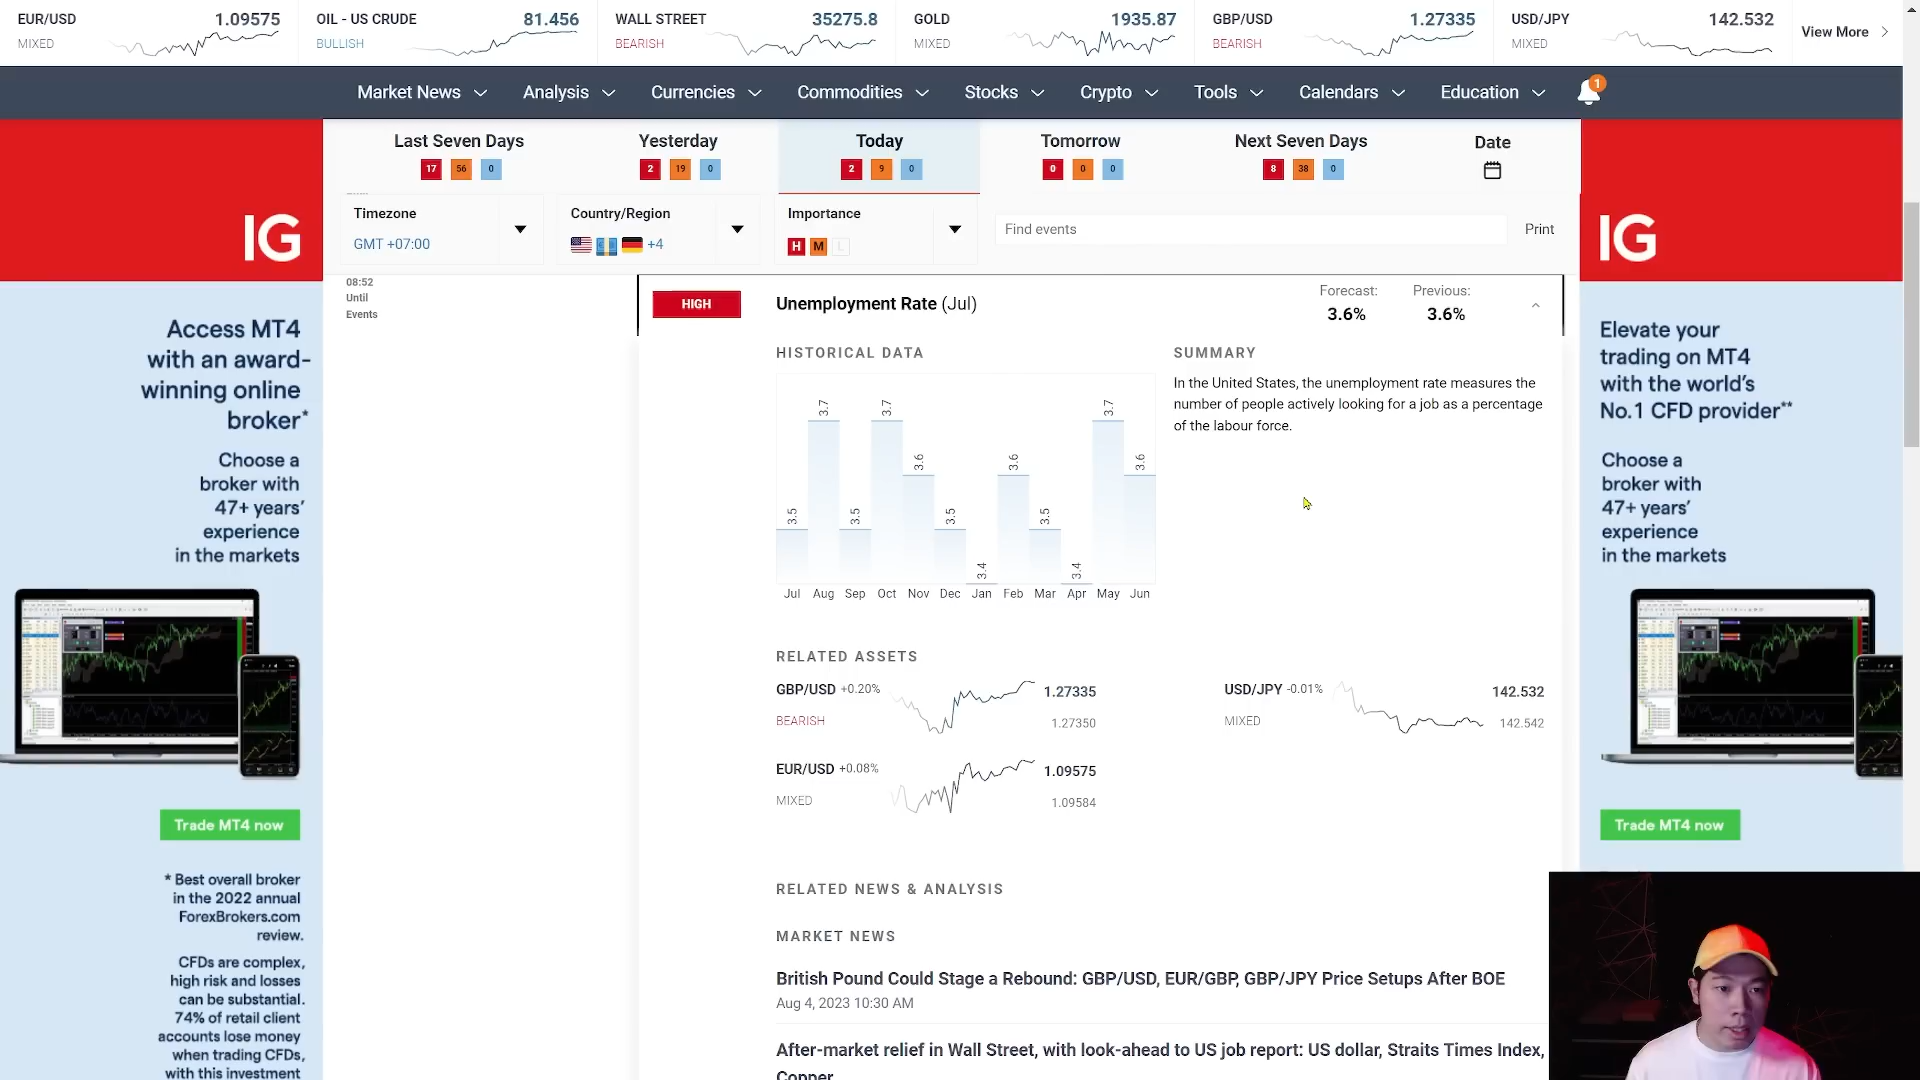 EUR/USD 1.09575
MIXED
OIL - US CRUDE 81.456
BULLISH
WALL STREET 35275.8
BEARISH
GOLD 1935.87
MIXED
GBP/USD 1.27335
BEARISH
USD/JPY 142.532
MIXED
View More
Market News Analysis Currencies Commodities Stocks Crypto Tools Calendars Education 1
Last Seven Days Yesterday Today Tomorrow Next Seven Days Date
17 56 0 2 19 0 2 9 0 0 0 0 8 38 0
Timezone
GMT +07:00
Country/Region
+4
Importance
H M L
Find events
Print
IG
Access MT4
with an award-
winning online
broker*
Choose a
broker with
47+ years'
experience
in the markets
Trade MT4 now
* Best overall broker
in the 2022 annual
ForexBrokers.com
review.
CFDs are complex,
high risk and losses
can be substantial.
74% of retail client
accounts lose money
when trading CFDs,
with this investment
08:52
Until
Events
HIGH
Unemployment Rate (Jul)
Forecast:
3.6%
Previous:
3.6%
HISTORICAL DATA
3.5 3.7 3.5 3.7 3.6 3.5 3.4 3.6 3.5 3.4 3.7 3.6
Jul Aug Sep Oct Nov Dec Jan Feb Mar Apr May Jun
SUMMARY
In the United States, the unemployment rate measures the
number of people actively looking for a job as a percentage
of the labour force.
RELATED ASSETS
GBP/USD +0.20% 1.27335
BEARISH 1.27350
USD/JPY -0.01% 142.532
MIXED 142.542
EUR/USD +0.08% 1.09575
MIXED 1.09584
RELATED NEWS & ANALYSIS
MARKET NEWS
British Pound Could Stage a Rebound: GBP/USD, EUR/GBP, GBP/JPY Price Setups After BOE
Aug 4, 2023 10:30 AM
After-market relief in Wall Street, with look-ahead to US job report: US dollar, Straits Times Index,
Copper
IG
Elevate your
trading on MT4
with the world's
No.1 CFD provider**
Choose a
broker with
47+ years'
experience
in the markets
Trade MT4 now